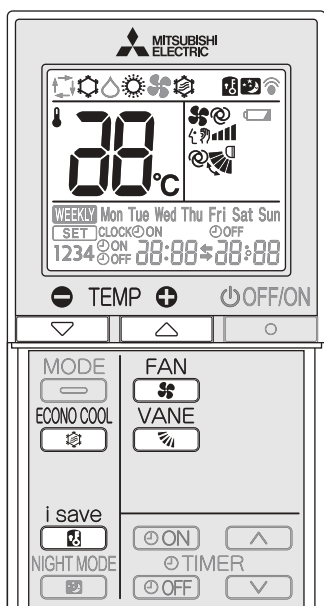 MITSUBISHI
ELECTRIC
88°C
WEEKLY Mon Tue Wed Thu Fri Sat Sun
SET CLOCK ON OFF
1234 ON OFF 88:88 88:88
TEMP OFF/ON
MODE FAN
ECONO COOL VANE
i save
ON
NIGHT MODE TIMER
OFF